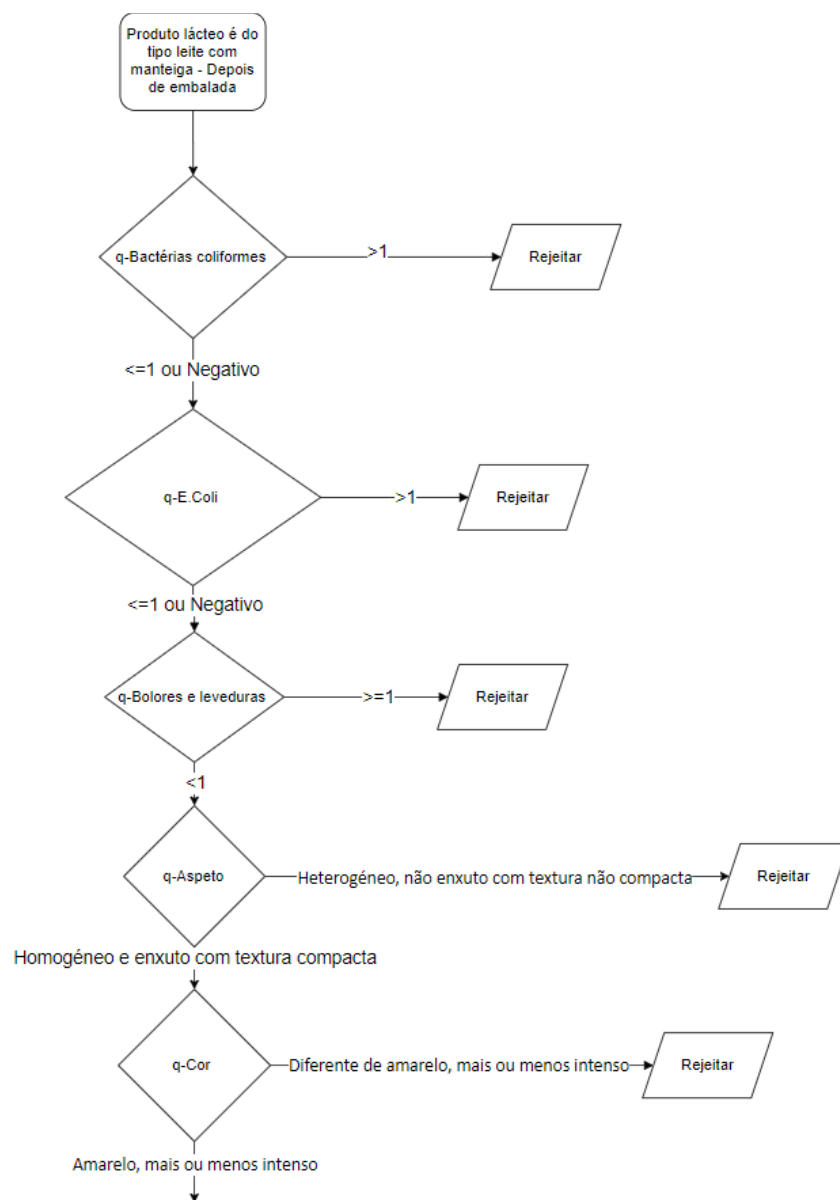 Produto lácteo é do
tipo leite com
manteiga - Depois
de embalada
q-Bactérias coliformes
>1
Rejeitar
<=1 ou Negativo
q-E.Coli
>1
Rejeitar
<=1 ou Negativo
q-Bolores e leveduras
>=1
Rejeitar
<1
q-Aspeto
Heterogéneo, não enxuto com textura não compacta
Rejeitar
Homogéneo e enxuto com textura compacta
q-Cor
Diferente de amarelo, mais ou menos intenso
Rejeitar
Amarelo, mais ou menos intenso